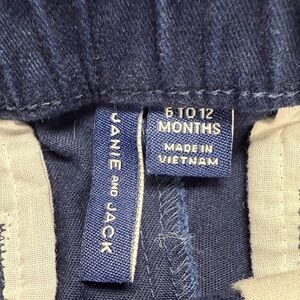 JANIE AND JACK
6 TO 12
MONTHS
MADE IN
VIETNAM